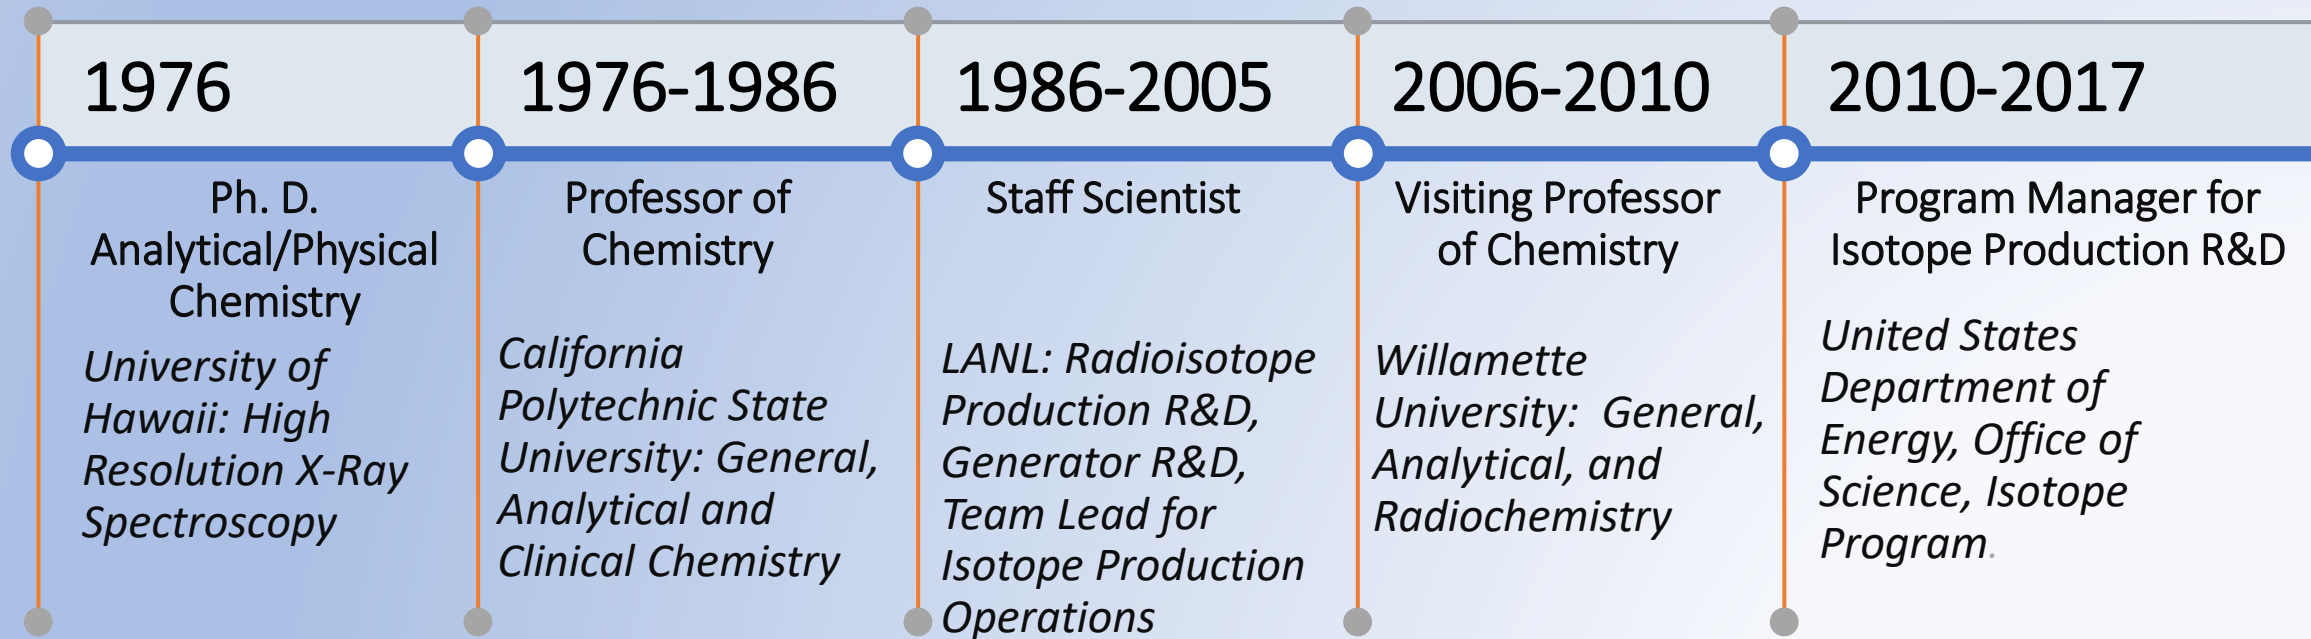 1976
Ph. D.
Analytical/Physical
Chemistry
University of
Hawaii: High
Resolution X-Ray
Spectroscopy
1976-1986
Professor of
Chemistry
California
Polytechnic State
University: General,
Analytical and
Clinical Chemistry
1986-2005
Staff Scientist
LANL: Radioisotope
Production R&D,
Generator R&D,
Team Lead for
Isotope Production
Operations
2006-2010
Visiting Professor
of Chemistry
Willamette
University:  General,
Analytical, and
Radiochemistry
2010-2017
Program Manager for
Isotope Production R&D
United States
Department of
Energy, Office of
Science, Isotope
Program.